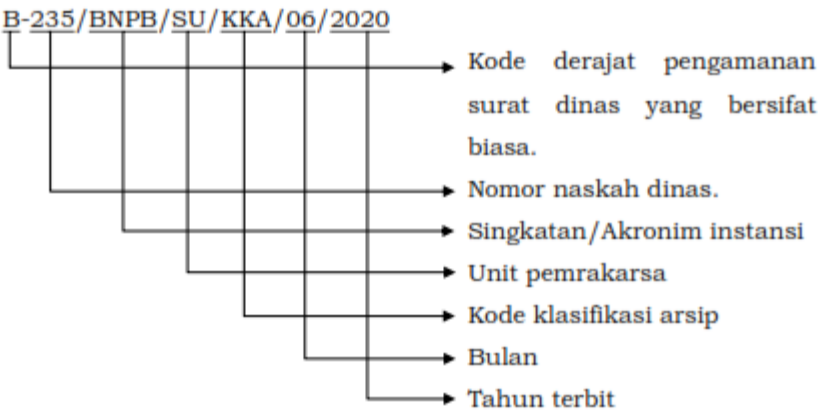 B-235/BNPB/SU/KKA/06/2020
Kode derajat pengamanan
surat dinas yang bersifat
biasa.
Nomor naskah dinas.
Singkatan/Akronim instansi
Unit pemrakarsa
Kode klasifikasi arsip
Bulan
Tahun terbit